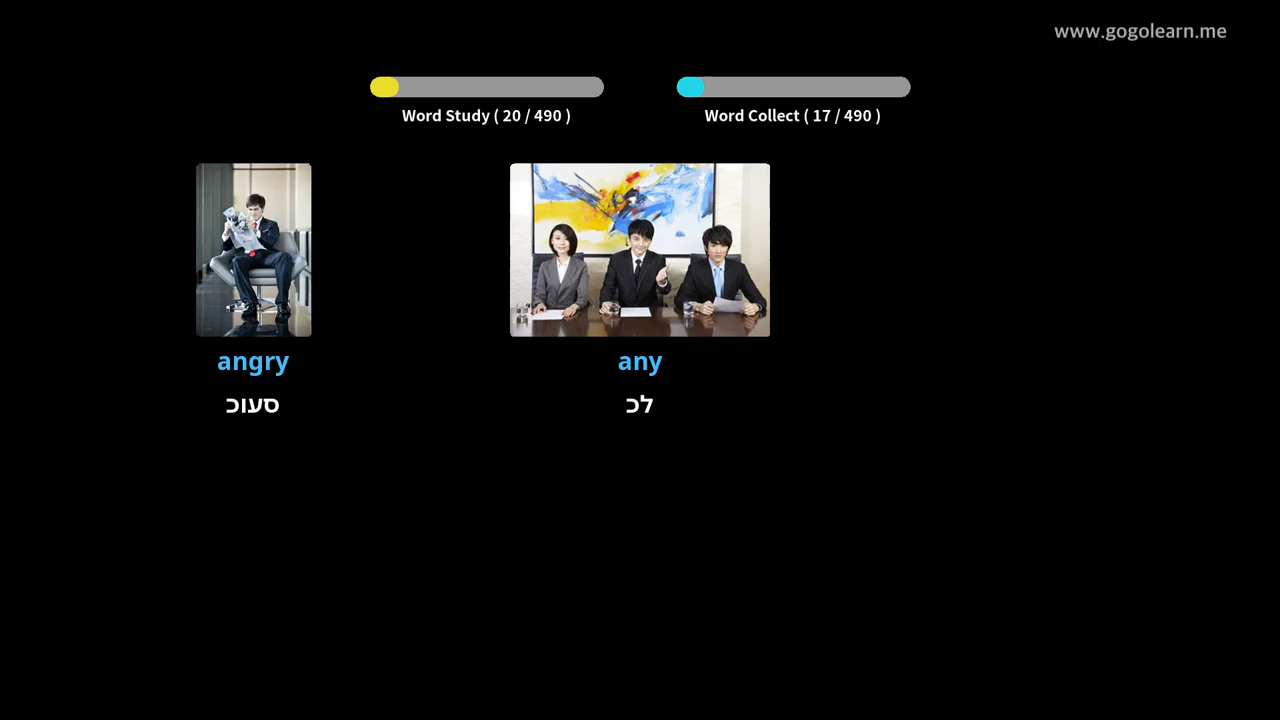 www.gogolearn.me
Word Study ( 20 / 490 )
Word Collect ( 17 / 490 )
angry
סעוכ
any
לכ